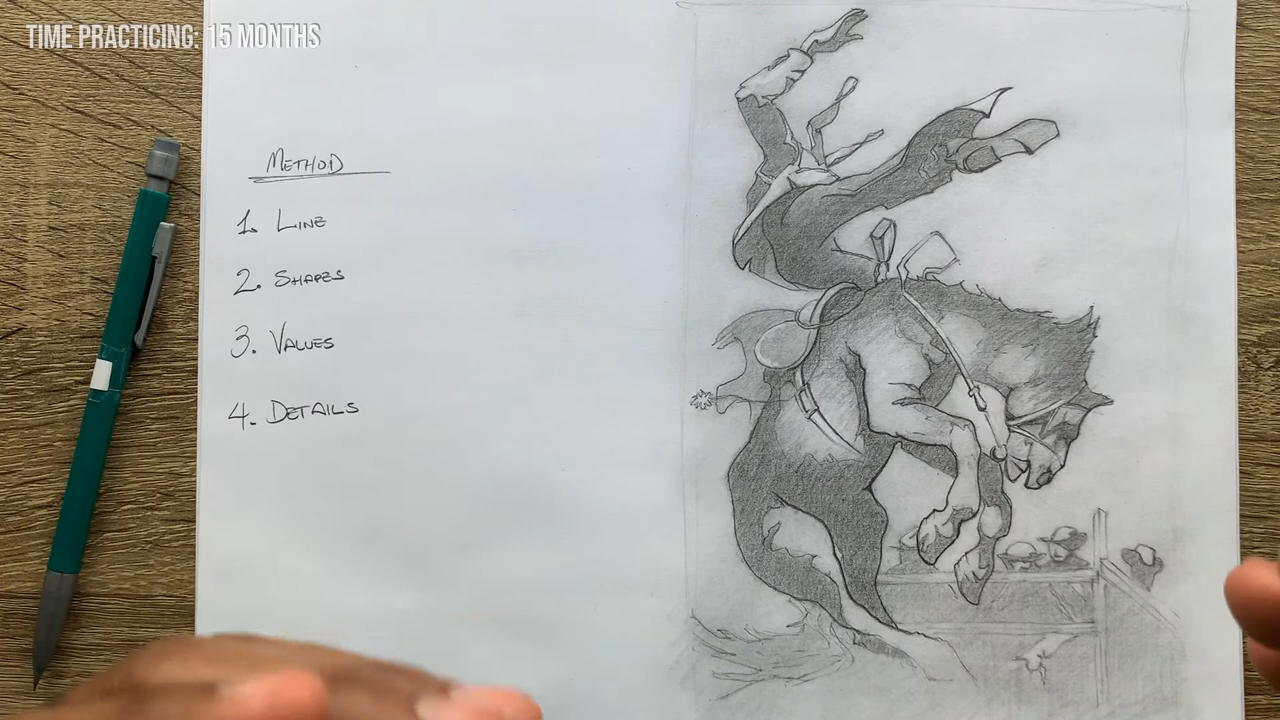 TIME PRACTICING: 15 MONTHS
METHOD
1. LINE
2. SHAPES
3. VALUES
4. DETAILS